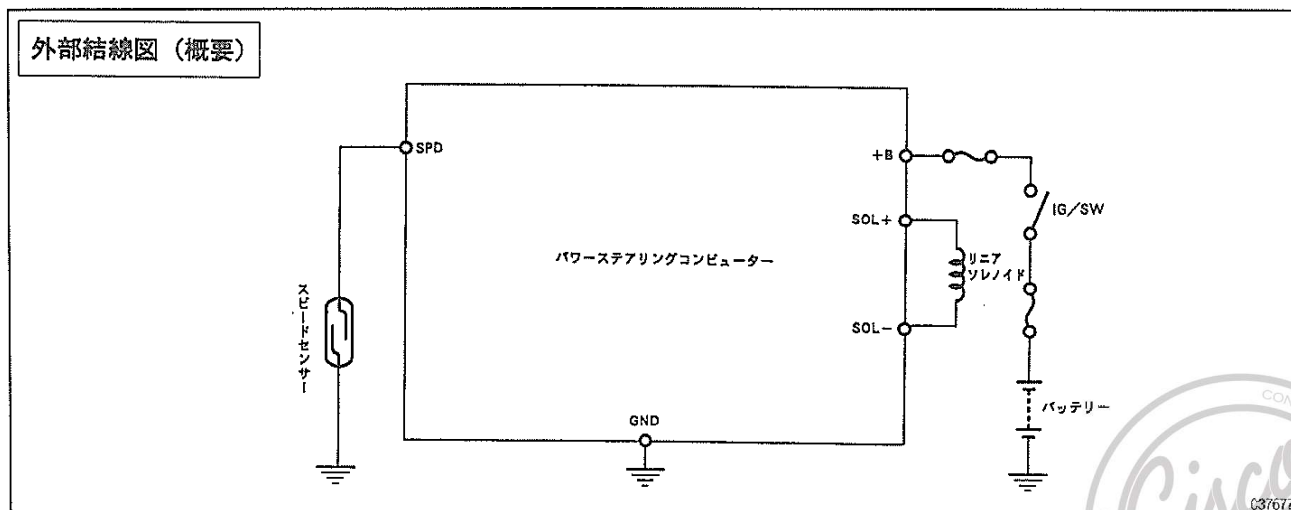 外部結線図（概要）
SPD
+B
IG/SW
SOL+
パワーステアリングコンピューター
リニア
ソレノイド
スピードセンサー
SOL−
バッテリー
GND